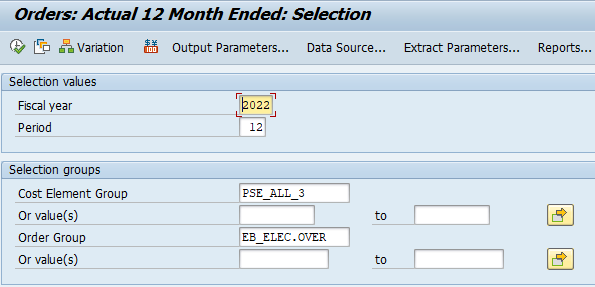 Orders: Actual 12 Month Ended: Selection
Variation Output Parameters... Data Source... Extract Parameters... Reports...
Selection values
Fiscal year 2022
Period 12
Selection groups
Cost Element Group PSE_ALL_3
Or value(s) to
Order Group EB_ELEC.OVER
Or value(s) to